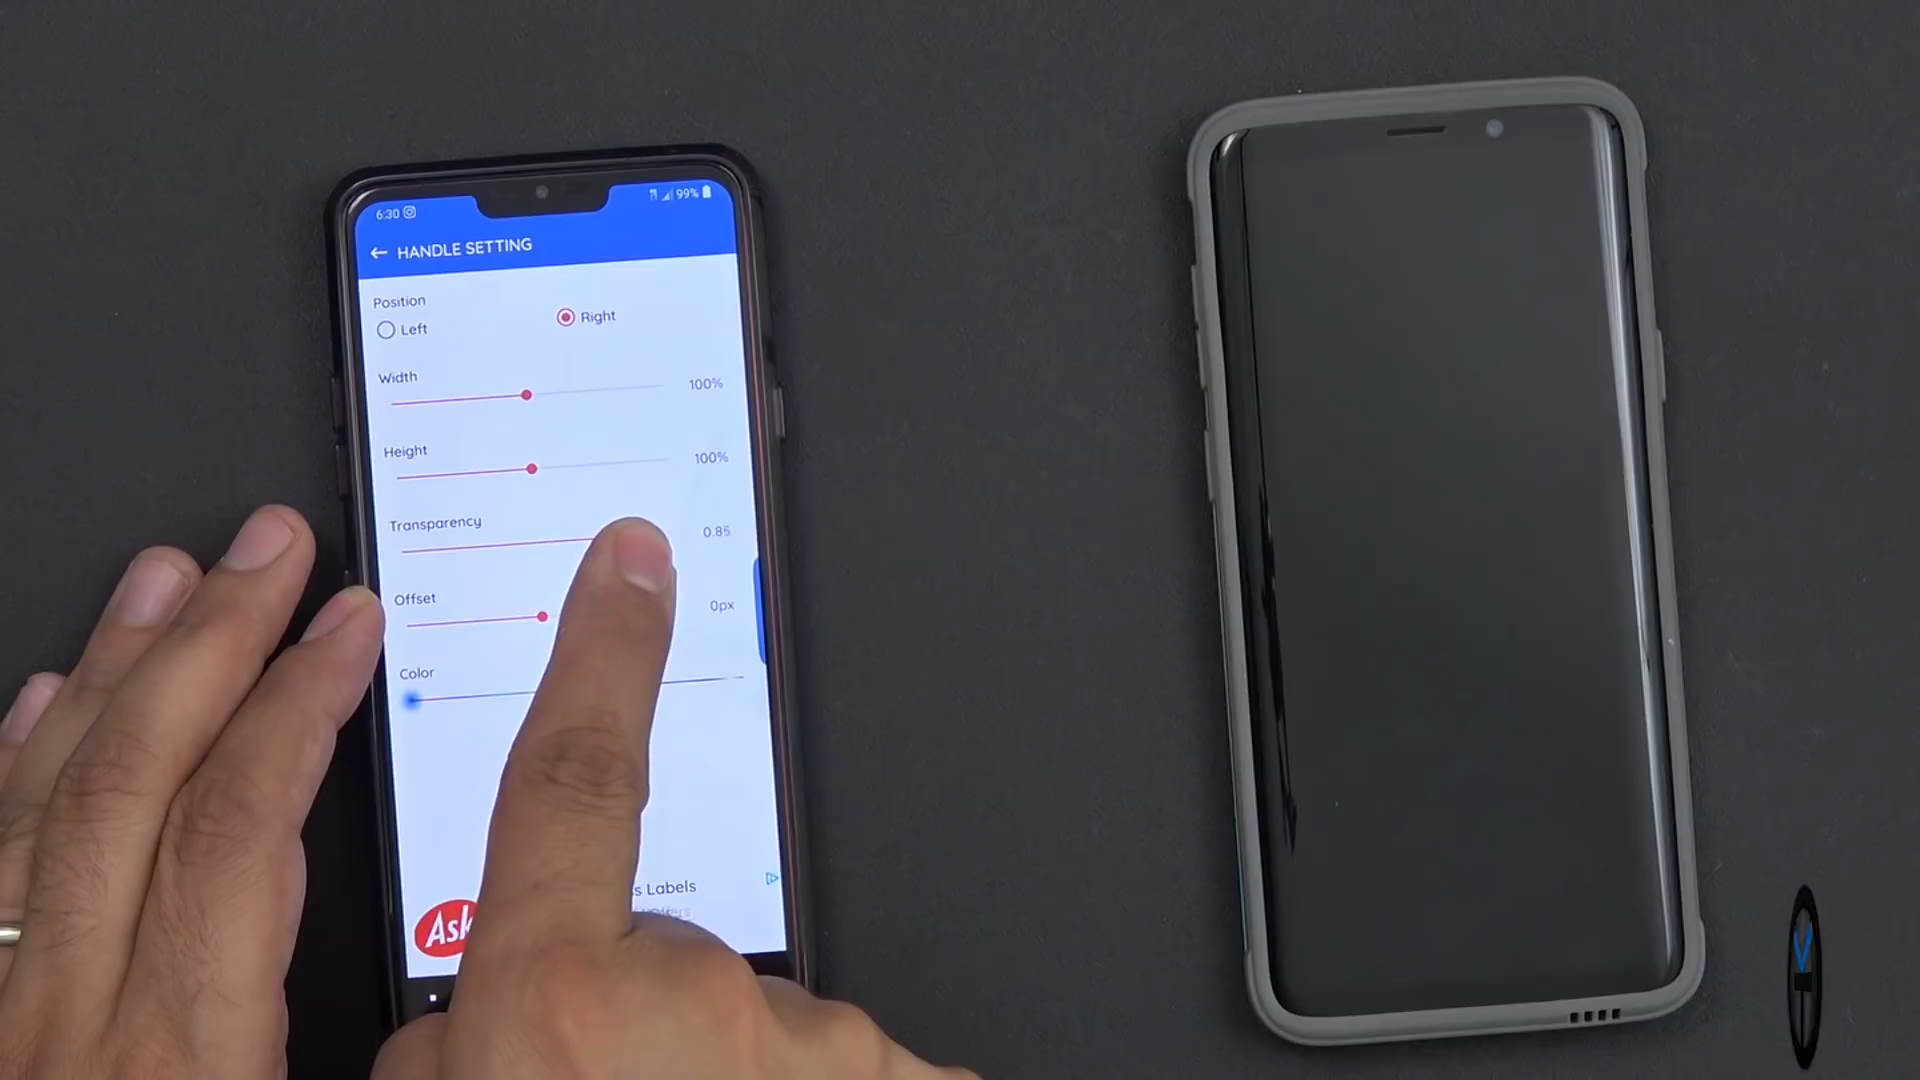 6:30 99%
HANDLE SETTING
Position
Left Right
Width 100%
Height 100%
Transparency 0.85
Offset 0px
Color
s Labels
Ask